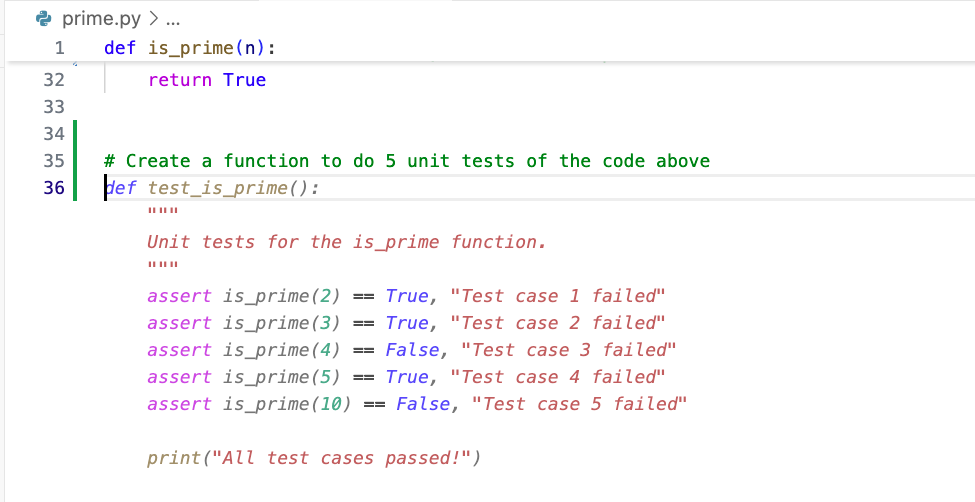 prime.py > ...
1 def is_prime(n):
32     return True
33
34
35 # Create a function to do 5 unit tests of the code above
36 def test_is_prime():
    """
    Unit tests for the is_prime function.
    """
    assert is_prime(2) == True, "Test case 1 failed"
    assert is_prime(3) == True, "Test case 2 failed"
    assert is_prime(4) == False, "Test case 3 failed"
    assert is_prime(5) == True, "Test case 4 failed"
    assert is_prime(10) == False, "Test case 5 failed"

    print("All test cases passed!")